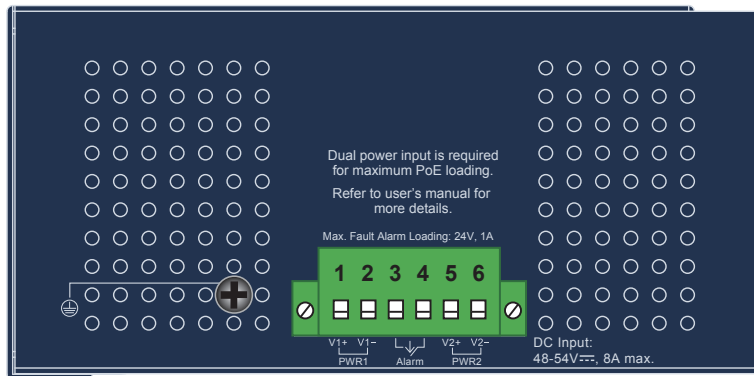 Dual power input is required
for maximum PoE loading.
Refer to user's manual for
more details.
Max. Fault Alarm Loading: 24V, 1A
1 2 3 4 5 6
V1+ V1− V2+ V2−
PWR1 Alarm PWR2
DC Input:
48-54V⎓, 8A max.